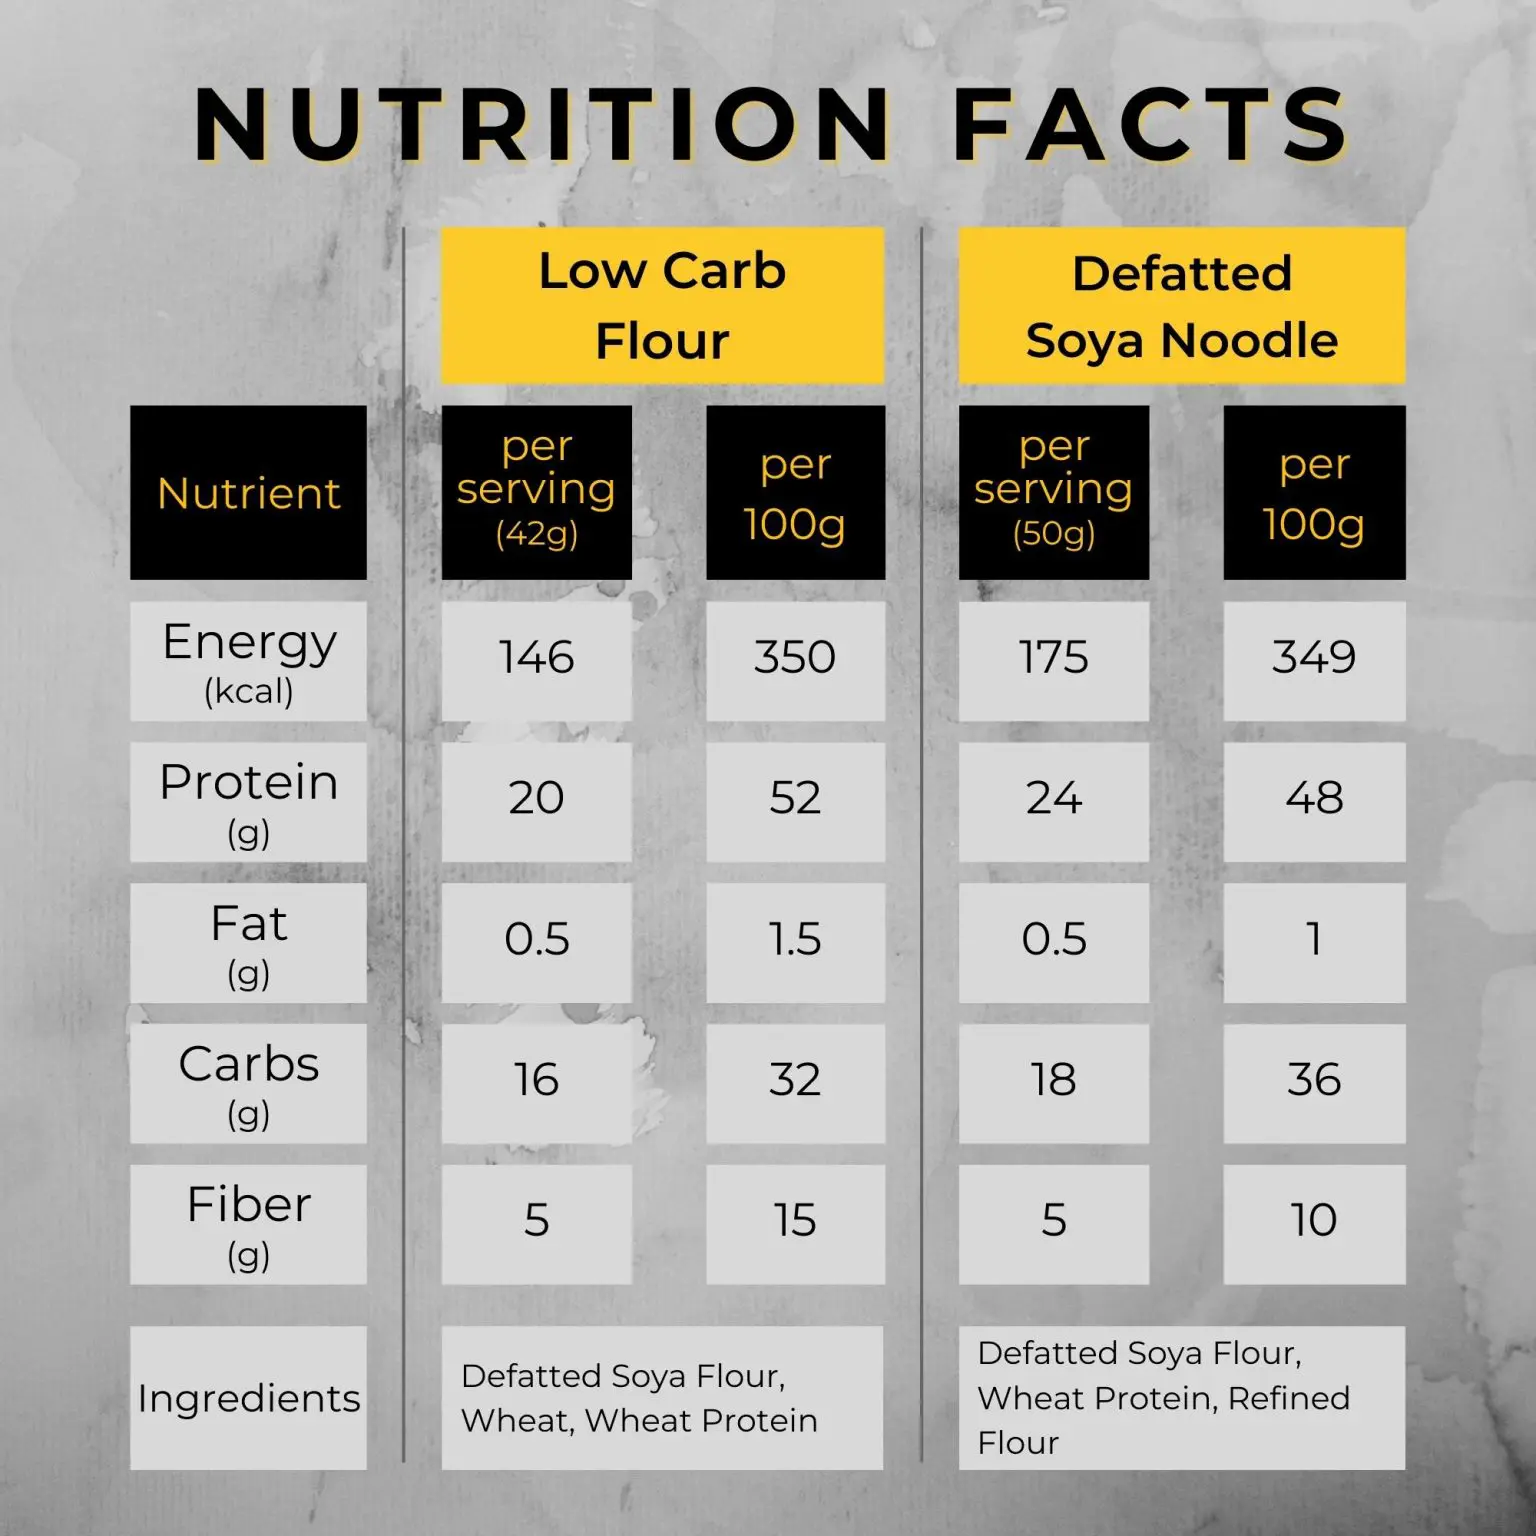 NUTRITION FACTS
Low Carb
Flour
Defatted
Soya Noodle
Nutrient
per
serving
(42g)
per
100g
per
serving
(50g)
per
100g
Energy
(kcal)
146
350
175
349
Protein
(g)
20
52
24
48
Fat
(g)
0.5
1.5
0.5
1
Carbs
(g)
16
32
18
36
Fiber
(g)
5
15
5
10
Ingredients
Defatted Soya Flour,
Wheat, Wheat Protein
Defatted Soya Flour,
Wheat Protein, Refined
Flour